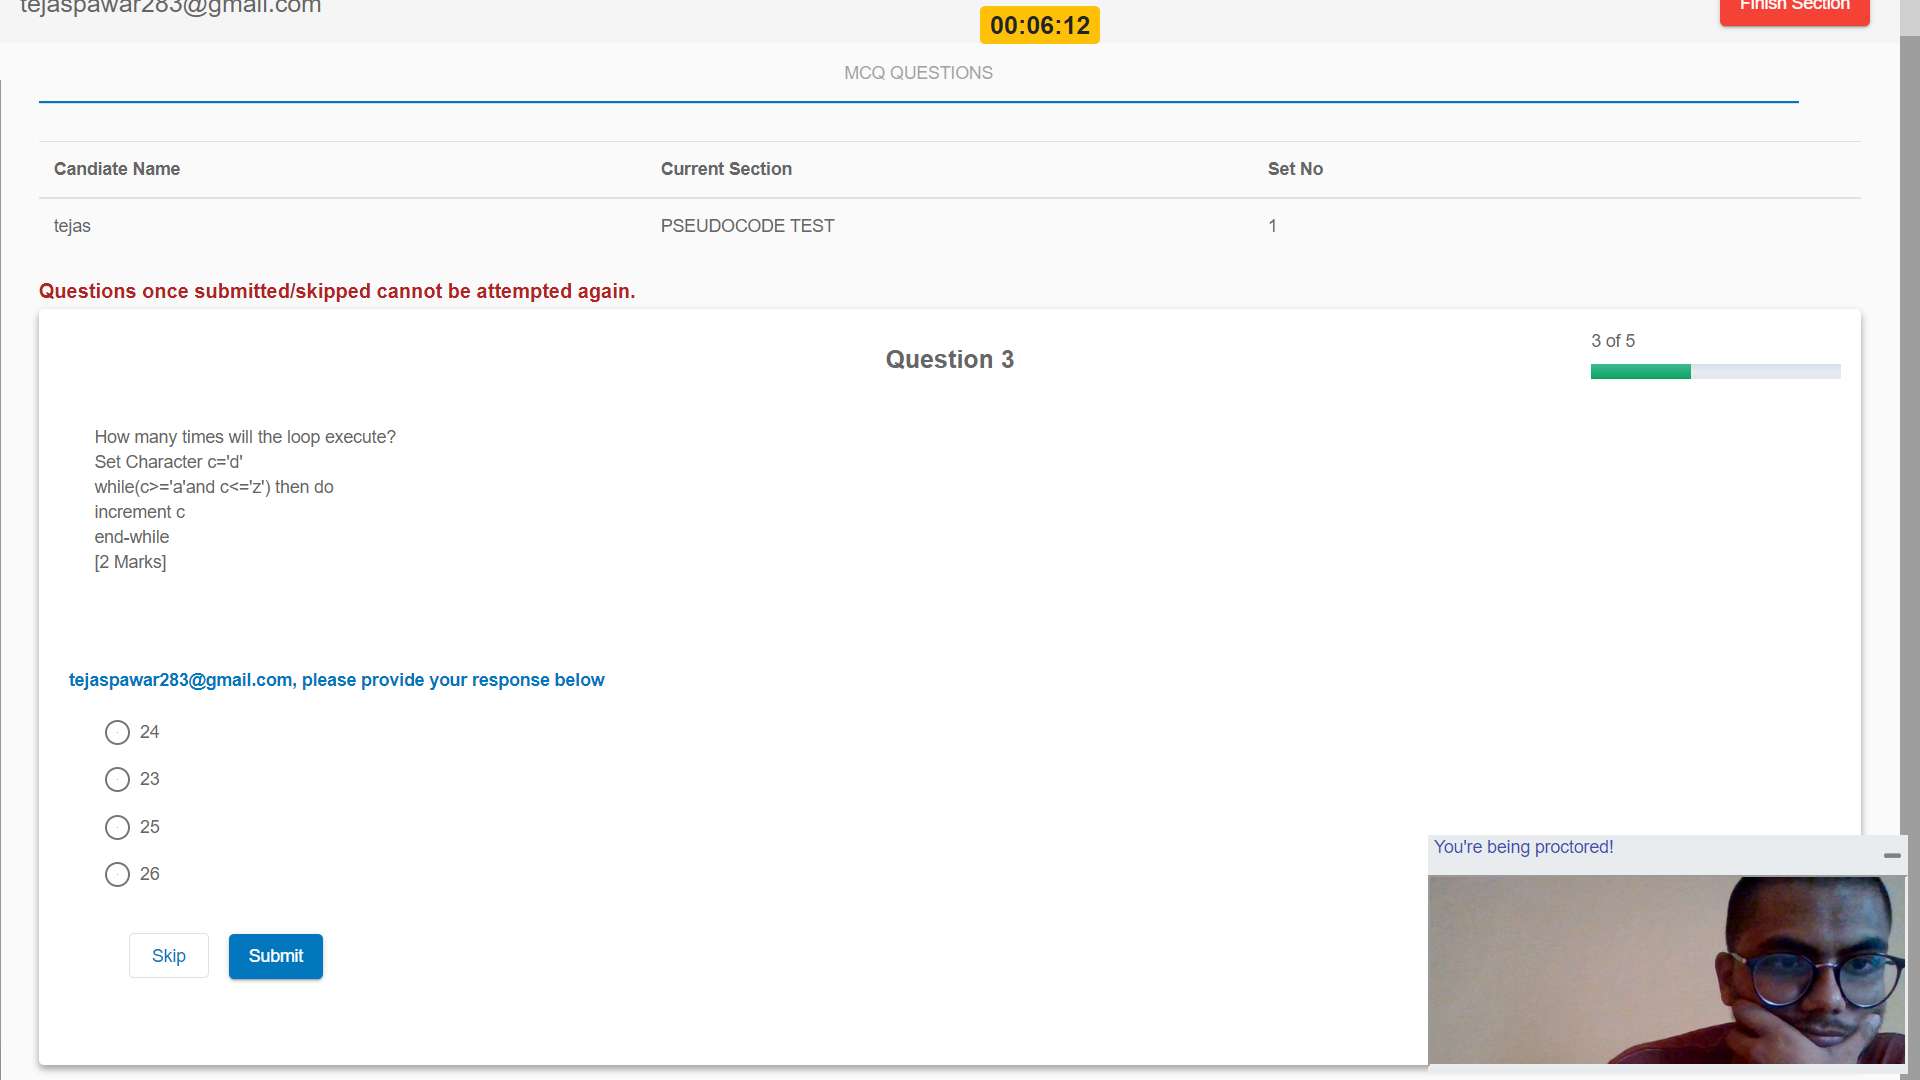 tejaspawar283@gmail.com
00:06:12
Finish Section
MCQ QUESTIONS
Candiate Name Current Section Set No
tejas PSEUDOCODE TEST 1
Questions once submitted/skipped cannot be attempted again.
3 of 5
Question 3
How many times will the loop execute?
Set Character c='d'
while(c>='a'and c<='z') then do
increment c
end-while
[2 Marks]
tejaspawar283@gmail.com, please provide your response below
24
23
25
26
Skip Submit
You're being proctored!